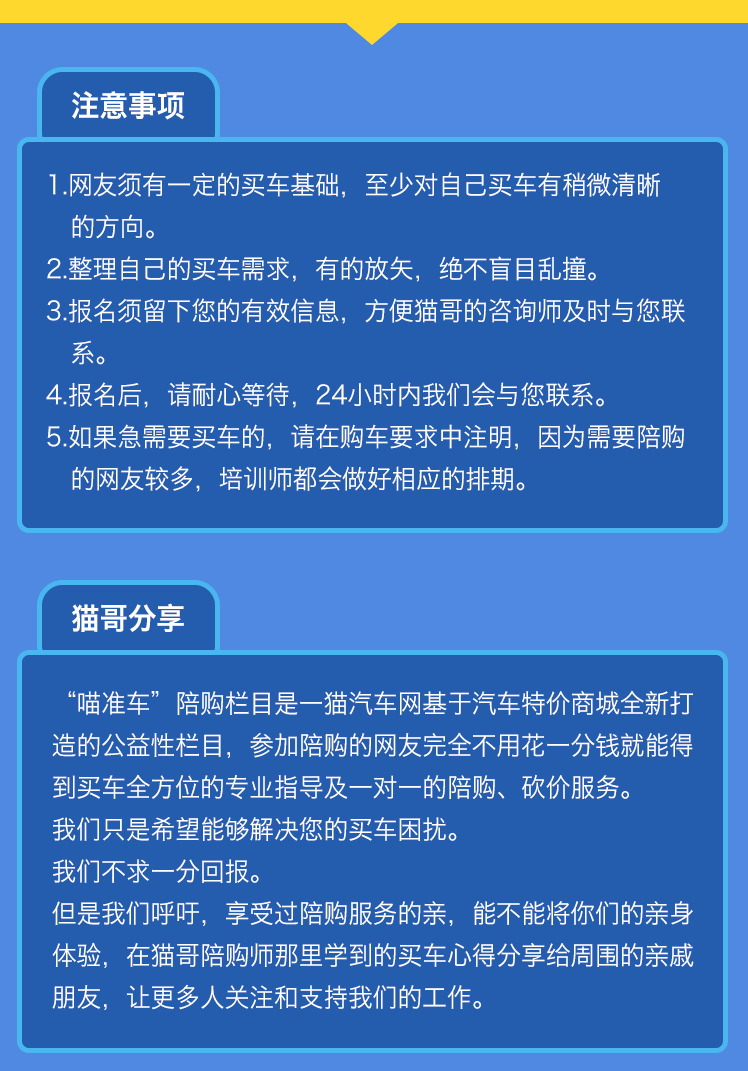 注意事项
1.网友须有一定的买车基础，至少对自己买车有稍微清晰
的方向。
2.整理自己的买车需求，有的放矢，绝不盲目乱撞。
3.报名须留下您的有效信息，方便猫哥的咨询师及时与您联
系。
4.报名后，请耐心等待，24小时内我们会与您联系。
5.如果急需要买车的，请在购车要求中注明，因为需要陪购
的网友较多，培训师都会做好相应的排期。
猫哥分享
“喵准车”陪购栏目是一猫汽车网基于汽车特价商城全新打
造的公益性栏目，参加陪购的网友完全不用花一分钱就能得
到买车全方位的专业指导及一对一的陪购、砍价服务。
我们只是希望能够解决您的买车困扰。
我们不求一分回报。
但是我们呼吁，享受过陪购服务的亲，能不能将你们的亲身
体验，在猫哥陪购师那里学到的买车心得分享给周围的亲戚
朋友，让更多人关注和支持我们的工作。